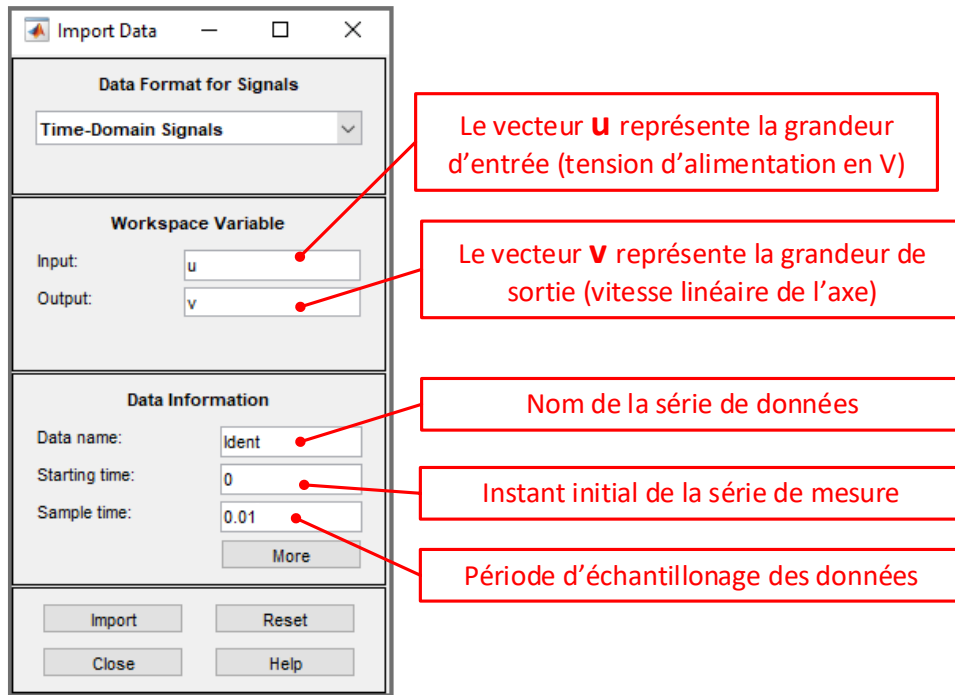 Import Data
Data Format for Signals
Time-Domain Signals
Workspace Variable
Input:
u
Output:
v
Data Information
Data name:
Ident
Starting time:
0
Sample time:
0.01
More
Import
Reset
Close
Help
Le vecteur u représente la grandeur
d'entrée (tension d'alimentation en V)
Le vecteur v représente la grandeur de
sortie (vitesse linéaire de l'axe)
Nom de la série de données
Instant initial de la série de mesure
Période d'échantillonage des données